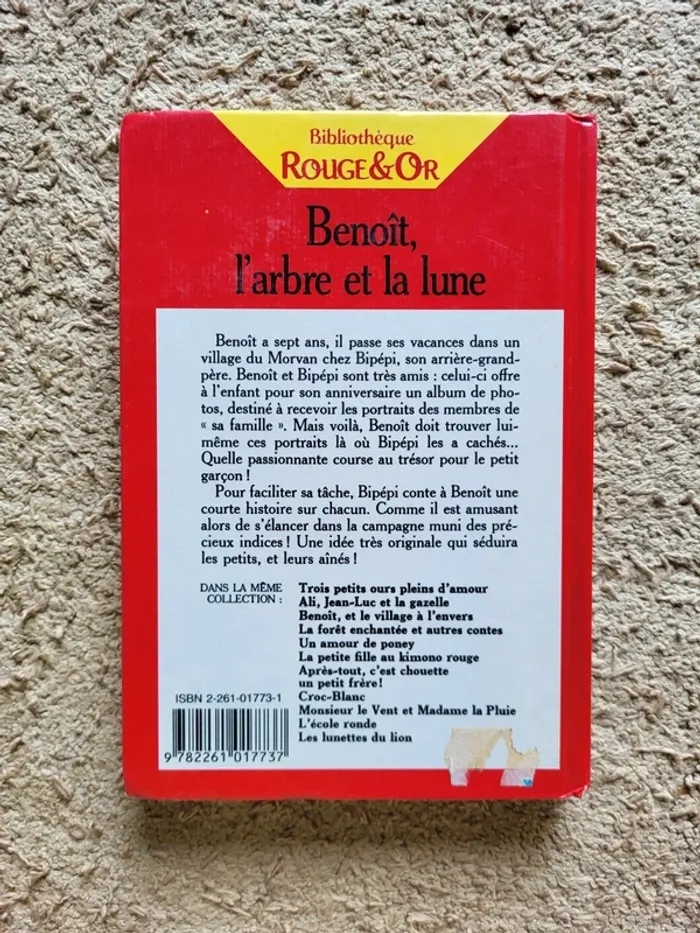 Bibliothèque
ROUGE&OR
Benoît,
l'arbre et la lune
Benoît a sept ans, il passe ses vacances dans un
village du Morvan chez Bipépi, son arrière-grand-
père. Benoît et Bipépi sont très amis : celui-ci offre
à l'enfant pour son anniversaire un album de pho-
tos, destiné à recevoir les portraits des membres de
« sa famille ». Mais voilà, Benoît doit trouver lui-
même ces portraits là où Bipépi les a cachés...
Quelle passionnante course au trésor pour le petit
garçon !
Pour faciliter sa tâche, Bipépi conte à Benoît une
courte histoire sur chacun. Comme il est amusant
alors de s'élancer dans la campagne muni des pré-
cieux indices ! Une idée très originale qui séduira
les petits, et leurs aînés !
DANS LA MÊME
COLLECTION :
Trois petits ours pleins d'amour
Ali, Jean-Luc et la gazelle
Benoît, et le village à l'envers
La forêt enchantée et autres contes
Un amour de poney
La petite fille au kimono rouge
Après-tout, c'est chouette
un petit frère !
Croc-Blanc
Monsieur le Vent et Madame la Pluie
L'école ronde
Les lunettes du lion
ISBN 2-261-01773-1
9 782261 017737